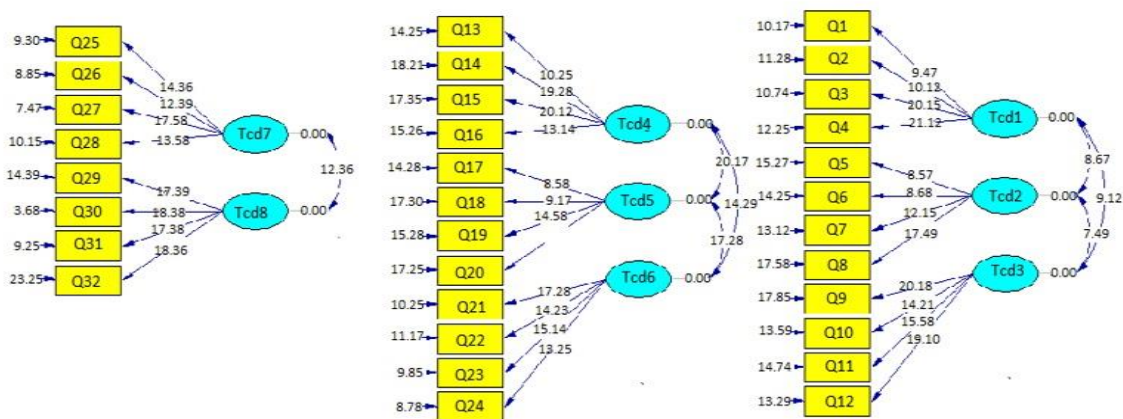 9.30 Q25
8.85 Q26
7.47 Q27
10.15 Q28
14.39 Q29
3.68 Q30
9.25 Q31
23.25 Q32
14.36
12.39
17.58
13.58
17.39
18.38
17.38
18.36
Tcd7 0.00
Tcd8 0.00
12.36
14.25 Q13
18.21 Q14
17.35 Q15
15.26 Q16
14.28 Q17
17.30 Q18
15.28 Q19
17.25 Q20
10.25 Q21
11.17 Q22
9.85 Q23
8.78 Q24
10.25
19.28
20.12
13.14
8.58
9.17
14.58
17.28
14.23
15.14
13.25
Tcd4 0.00
Tcd5 0.00
Tcd6 0.00
20.17
14.29
17.28
10.17 Q1
11.28 Q2
10.74 Q3
12.25 Q4
15.27 Q5
14.25 Q6
13.12 Q7
17.58 Q8
17.85 Q9
13.59 Q10
14.74 Q11
13.29 Q12
9.47
10.12
20.15
21.12
8.57
8.68
12.15
17.49
20.18
14.21
15.58
19.10
Tcd1 0.00
Tcd2 0.00
Tcd3 0.00
8.67
9.12
7.49